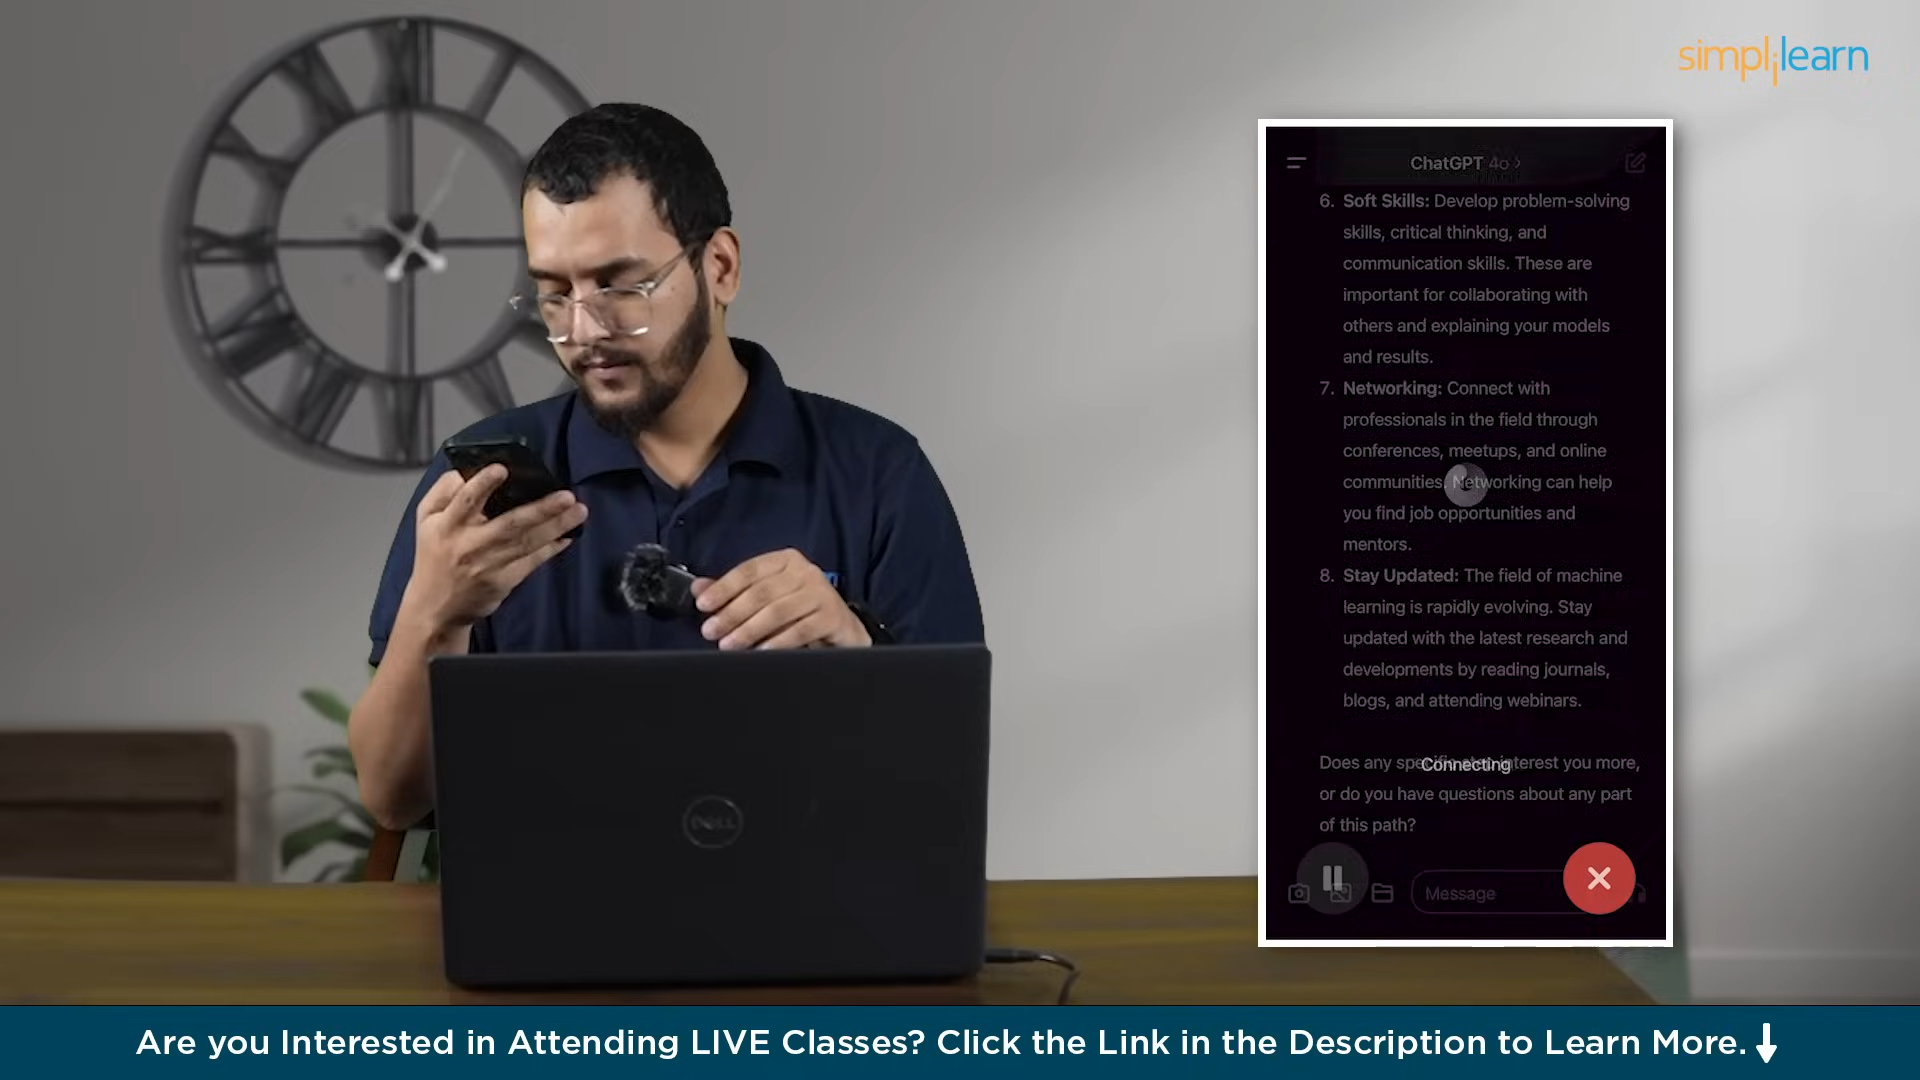 simplilearn
ChatGPT 4o >
6. Soft Skills: Develop problem-solving
skills, critical thinking, and
communication skills. These are
important for collaborating with
others and explaining your models
and results.
7. Networking: Connect with
professionals in the field through
conferences, meetups, and online
communities. Networking can help
you find job opportunities and
mentors.
8. Stay Updated: The field of machine
learning is rapidly evolving. Stay
updated with the latest research and
developments by reading journals,
blogs, and attending webinars.
Does any specific step interest you more,
Connecting
or do you have questions about any part
of this path?
Message
DELL
Are you Interested in Attending LIVE Classes? Click the Link in the Description to Learn More.